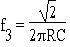 f₃ = √2 / 2πRC